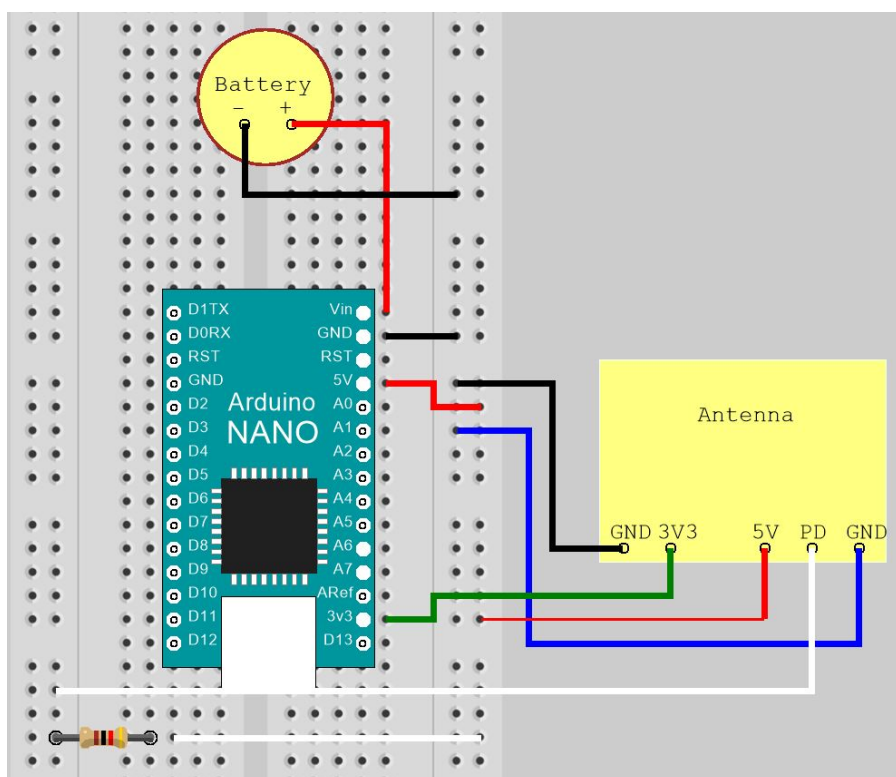 Battery
- +
D1TX Vin
D0RX GND
RST RST
GND 5V
D2 A0
D3 A1
D4 A2
D5 A3
D6 A4
D7 A5
D8 A6
D9 A7
D10 ARef
D11 3v3
D12 D13
Arduino
NANO
Antenna
GND 3V3 5V PD GND